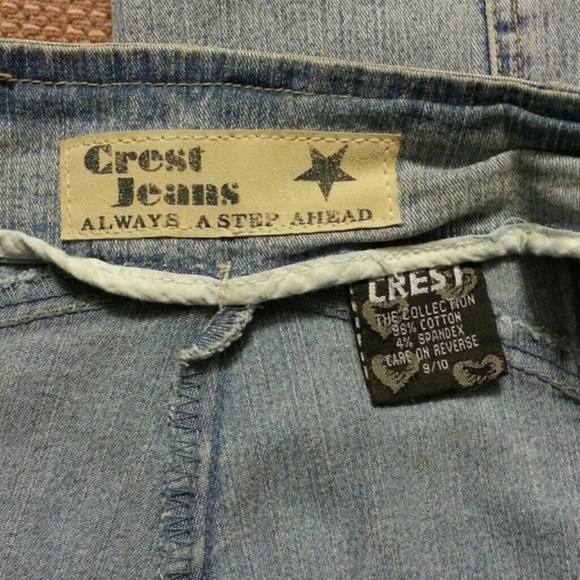 Crest
Jeans
ALWAYS A STEP AHEAD
CREST
THE COLLECTION
96% COTTON
4% SPANDEX
CARE ON REVERSE
9/10